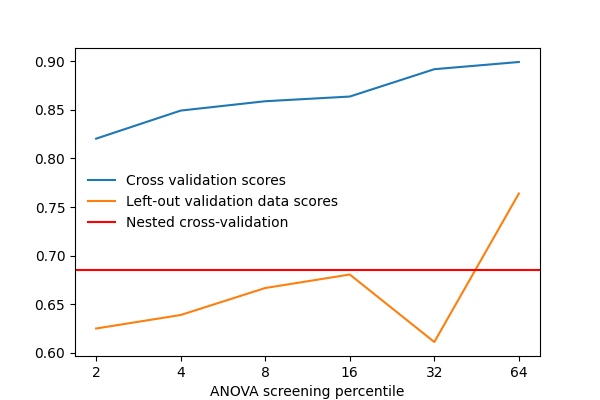 0.90
0.85
0.80
0.75
0.70
0.65
0.60
Cross validation scores
Left-out validation data scores
Nested cross-validation
2 4 8 16 32 64
ANOVA screening percentile